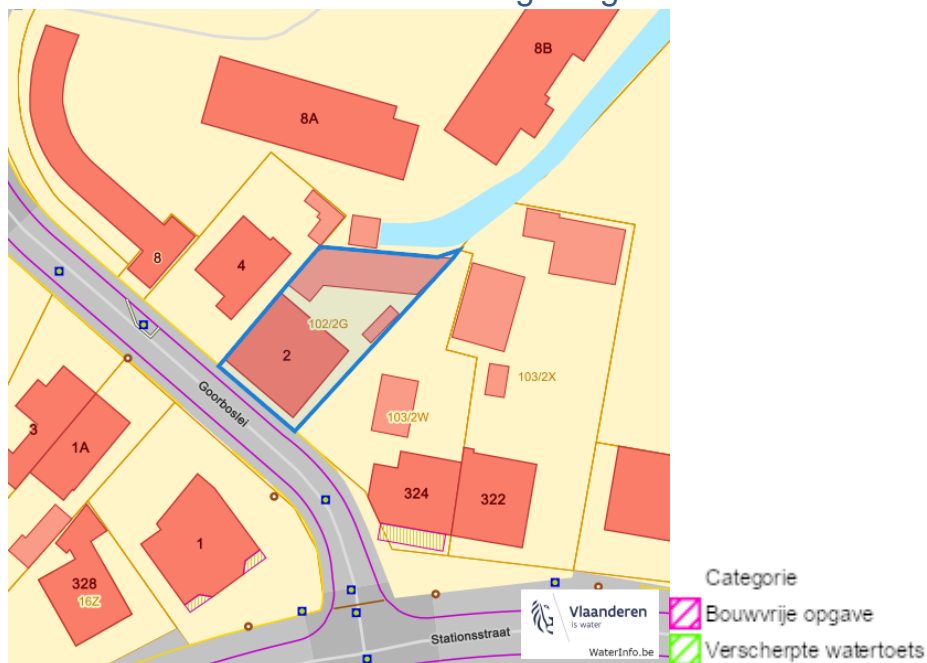 8B
8A
8
4
102/2G
2
103/2X
103/2W
Goorboslei
3
1A
324
322
1
328
16Z
Stationsstraat
Vlaanderen
is water
WaterInfo.be
Categorie
Bouwvrije opgave
Verscherpte watertoets